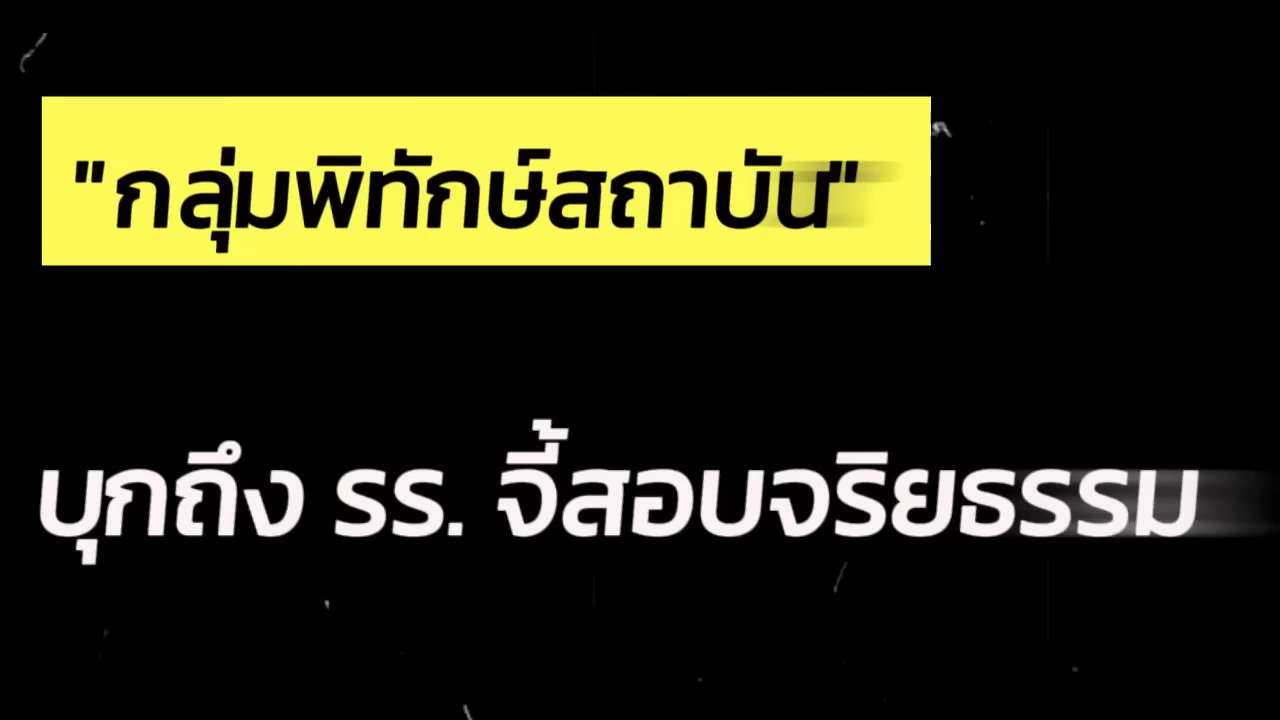 "กลุ่มพิทักษ์สถาบัน"
บุกถึง รร. จี้สอบจริยธรรม